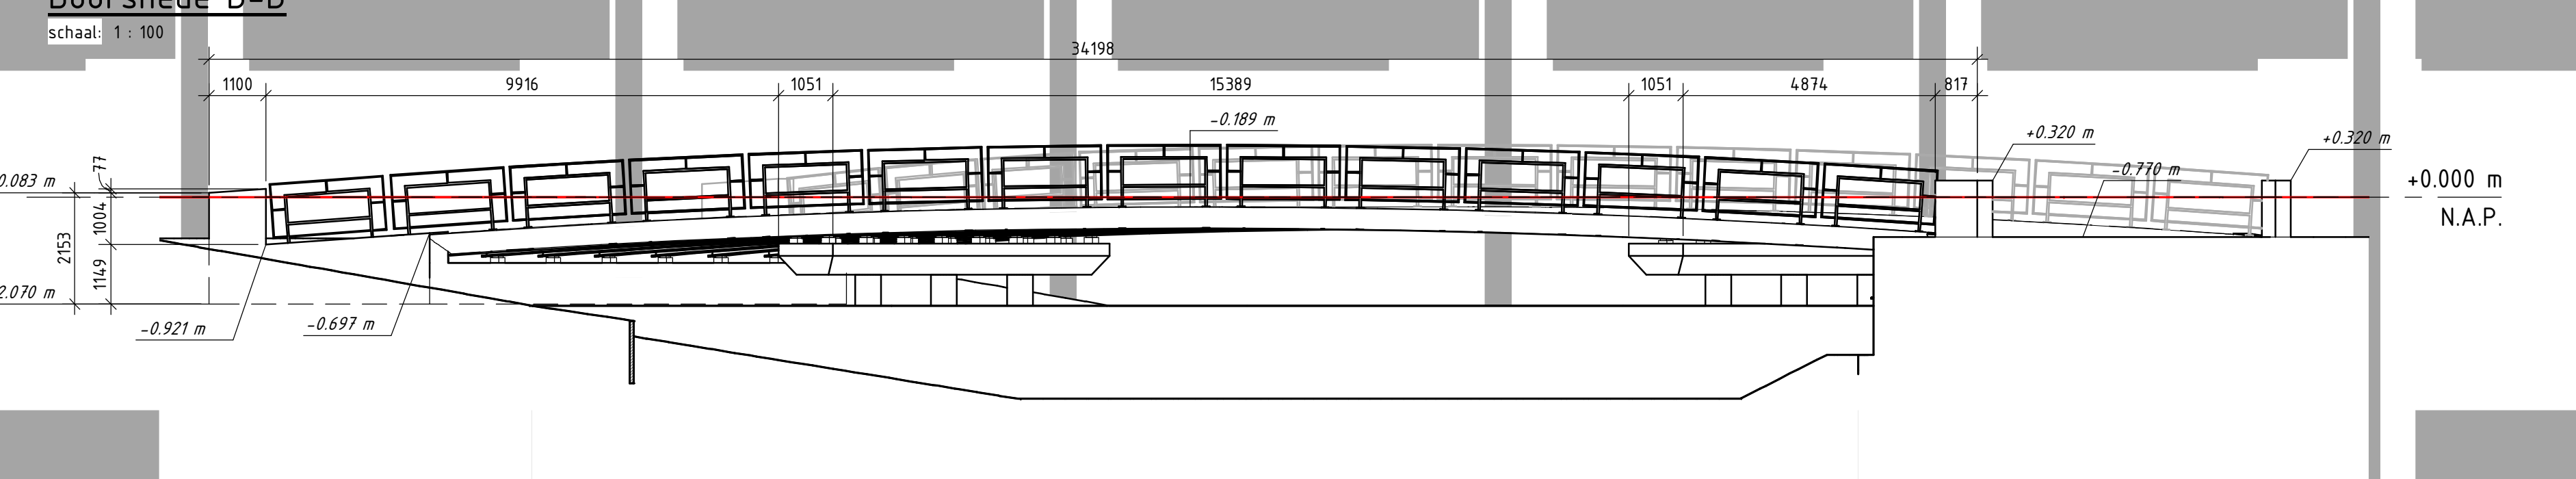 Doorsnede D-D
schaal: 1 : 100
34198
1100
9916
1051
15389
1051
4874
817
-0.189 m
+0.320 m
+0.320 m
-0.770 m
0.083 m
77
1004
2153
1149
2.070 m
+0.000 m
N.A.P.
-0.921 m
-0.697 m